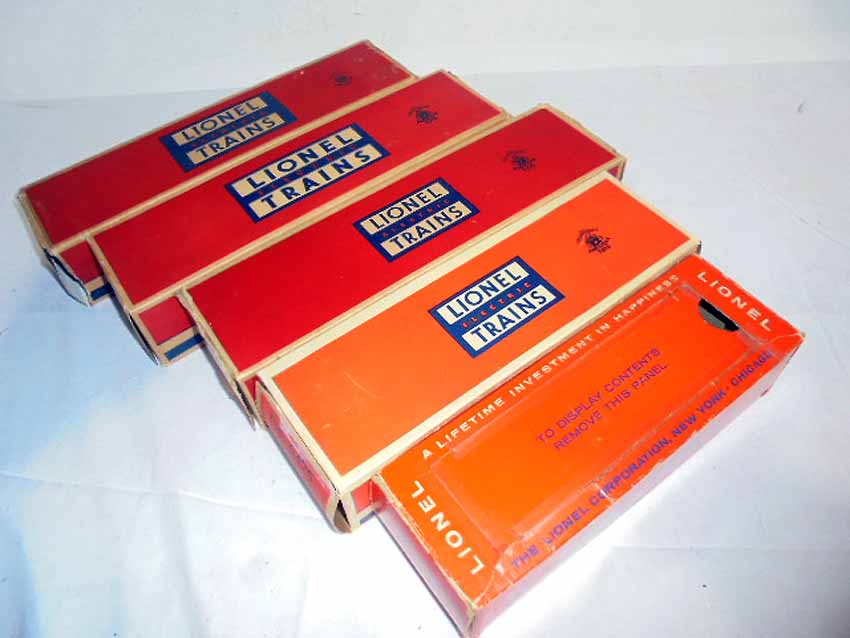 LIONEL
ELECTRIC
TRAINS
LIONEL
ELECTRIC
TRAINS
LIONEL
ELECTRIC
TRAINS
LIONEL
ELECTRIC
TRAINS
LIONEL
A LIFETIME INVESTMENT IN HAPPINESS
LIONEL
TO DISPLAY CONTENTS
REMOVE THIS PANEL
THE LIONEL CORPORATION, NEW YORK · CHICAGO